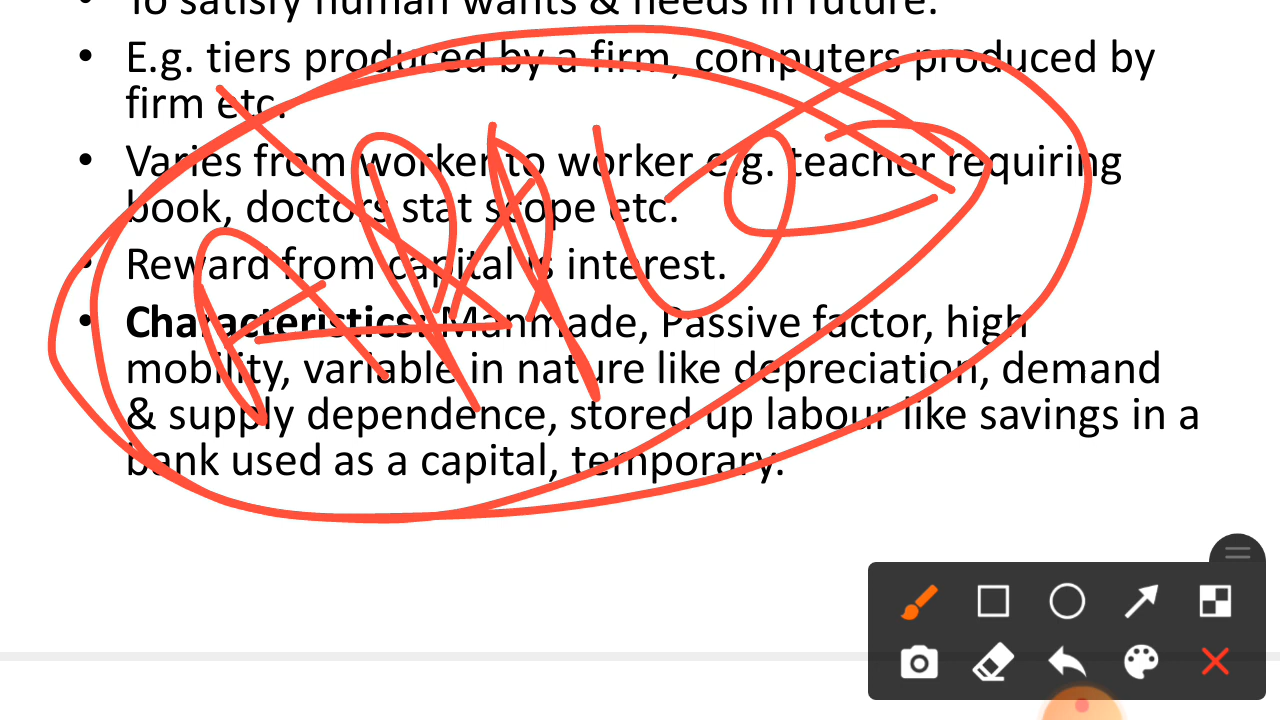 • To satisfy human wants & needs in future.
• E.g. tiers produced by a firm, computers produced by
firm etc.
• Varies from worker to worker e.g. teacher requiring
book, doctors stat scope etc.
• Reward from capital is interest.
• Characteristics: Manmade, Passive factor, high
mobility, variable in nature like depreciation, demand
& supply dependence, stored up labour like savings in a
bank used as a capital, temporary.